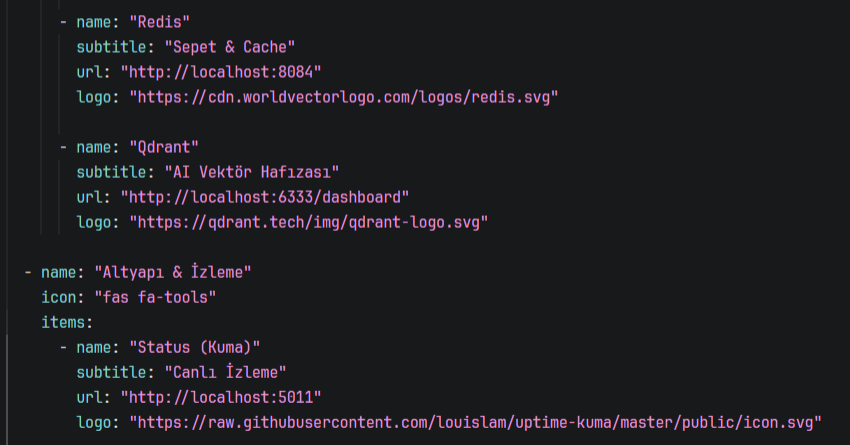 - name: "Redis"
subtitle: "Sepet & Cache"
url: "http://localhost:8084"
logo: "https://cdn.worldvectorlogo.com/logos/redis.svg"
- name: "Qdrant"
subtitle: "AI Vektör Hafızası"
url: "http://localhost:6333/dashboard"
logo: "https://qdrant.tech/img/qdrant-logo.svg"
- name: "Altyapı & İzleme"
icon: "fas fa-tools"
items:
- name: "Status (Kuma)"
subtitle: "Canlı İzleme"
url: "http://localhost:5011"
logo: "https://raw.githubusercontent.com/louislam/uptime-kuma/master/public/icon.svg"